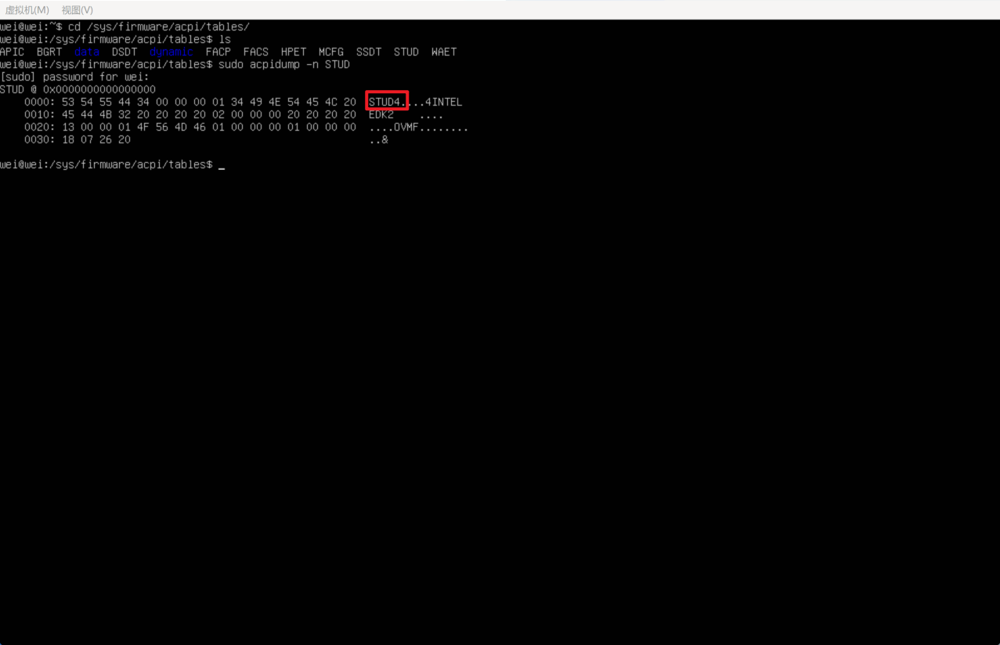 虚拟机(M) 视图(V)
wei@wei:~$ cd /sys/firmware/acpi/tables/
wei@wei:/sys/firmware/acpi/tables$ ls
APIC  BGRT  data  DSDT  dynamic  FACP  FACS  HPET  MCFG  SSDT  STUD  WAET
wei@wei:/sys/firmware/acpi/tables$ sudo acpidump -n STUD
[sudo] password for wei:
STUD @ 0x0000000000000000
    0000: 53 54 55 44 34 00 00 00 01 34 49 4E 54 45 4C 20  STUD4....4INTEL
    0010: 45 44 4B 32 20 20 20 20 02 00 00 00 20 20 20 20  EDK2    ....
    0020: 13 00 00 01 4F 56 4D 46 01 00 00 00 01 00 00 00  ....OVMF........
    0030: 18 07 26 20                                      ..&
wei@wei:/sys/firmware/acpi/tables$ _